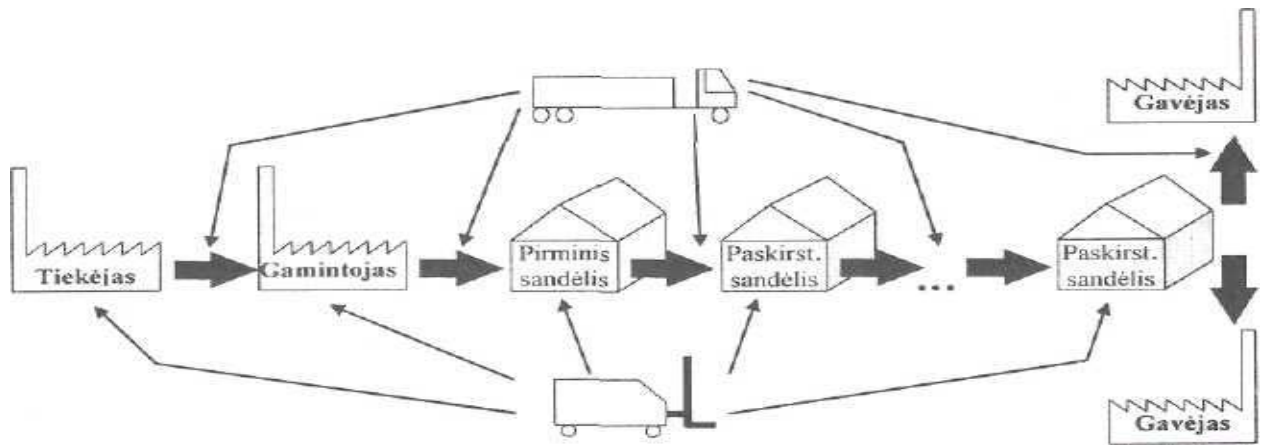 Gavėjas
Tiekėjas
Gamintojas
Pirminis
sandėlis
Paskirst.
sandėlis
...
Paskirst.
sandėlis
Gavėjas